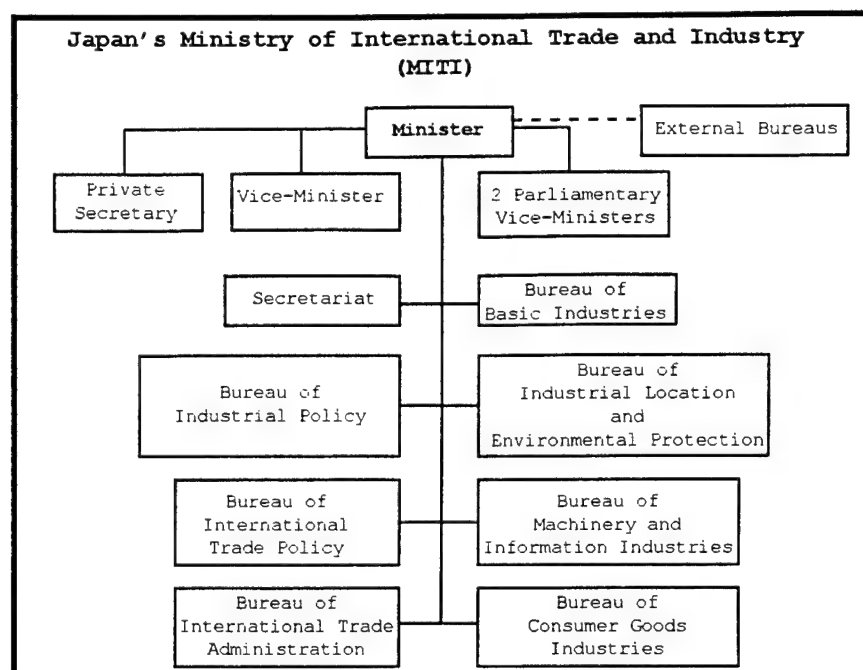 Japan's Ministry of International Trade and Industry
(MITI)
Minister
External Bureaus
Private
Secretary
Vice-Minister
2 Parliamentary
Vice-Ministers
Secretariat
Bureau of
Basic Industries
Bureau of
Industrial Policy
Bureau of
Industrial Location
and
Environmental Protection
Bureau of
International
Trade Policy
Bureau of
Machinery and
Information Industries
Bureau of
International Trade
Administration
Bureau of
Consumer Goods
Industries